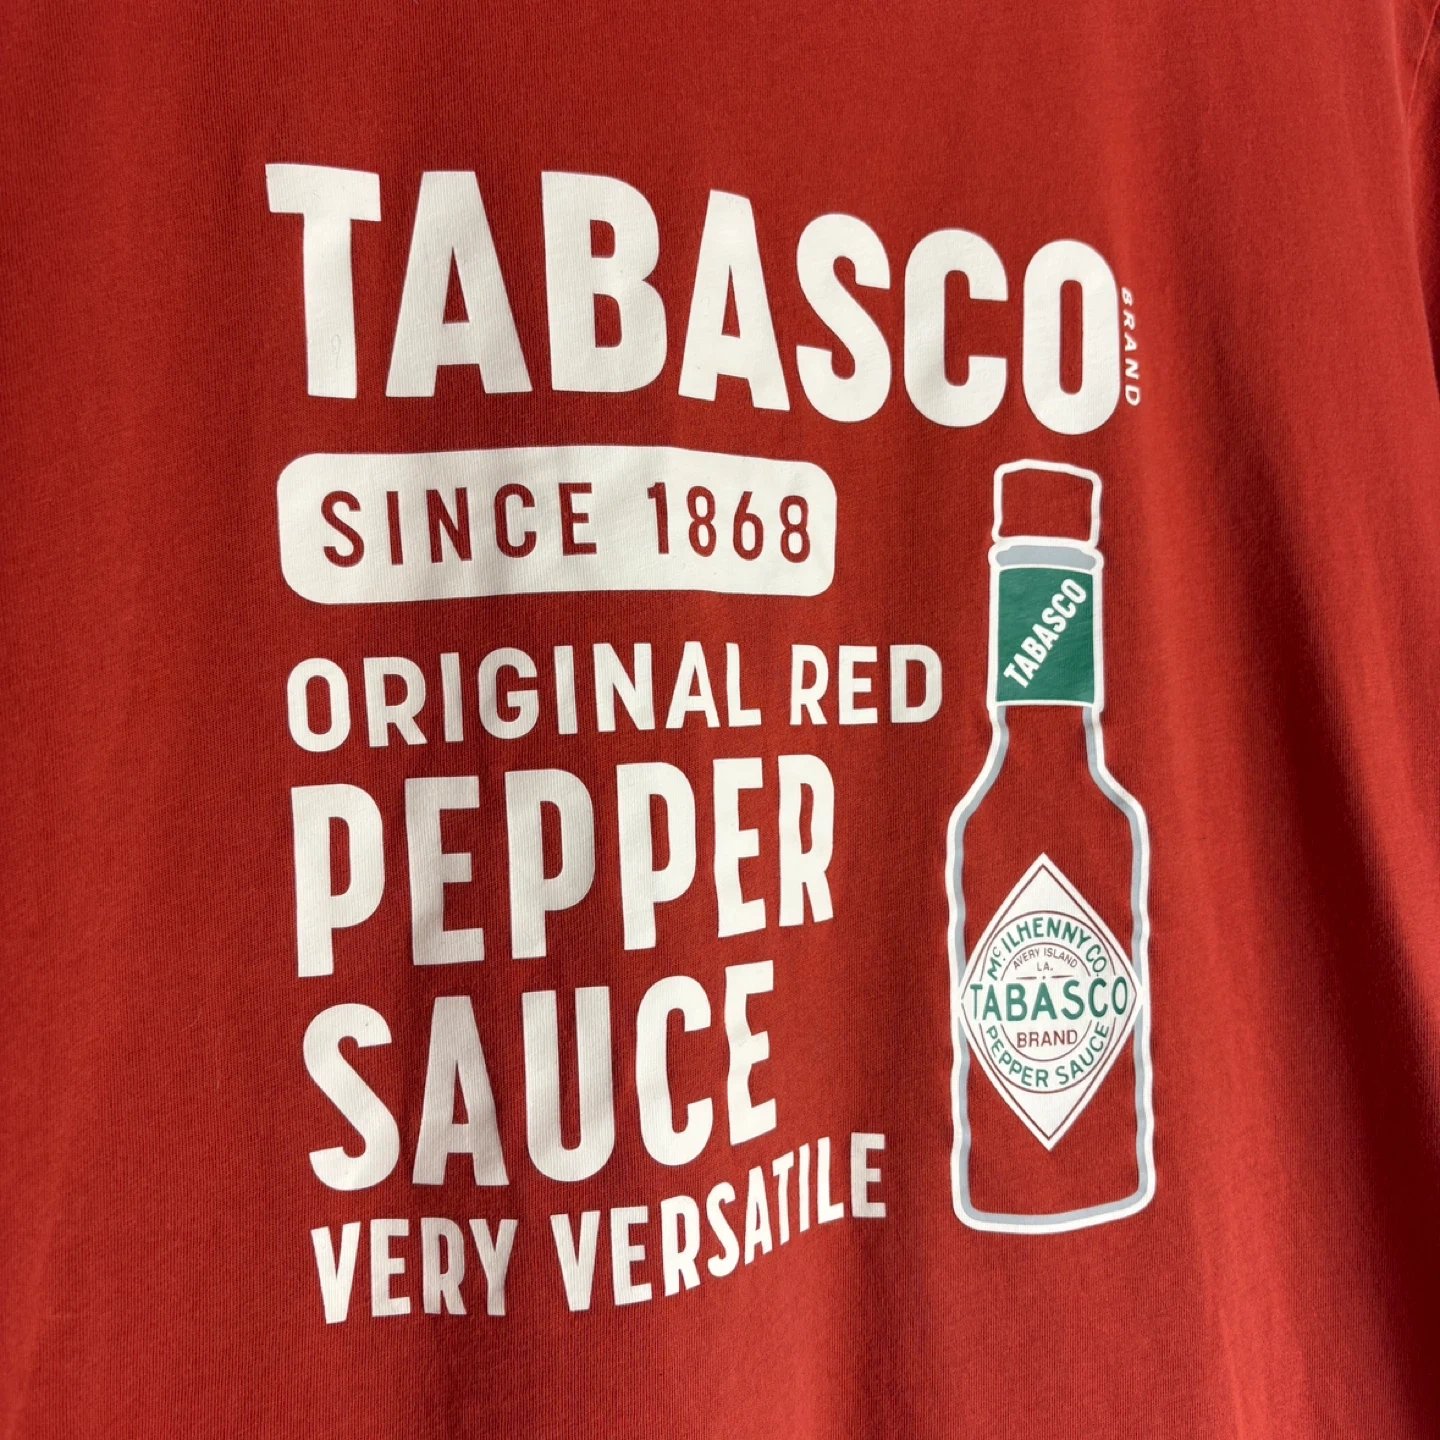 TABASCO
BRAND
SINCE 1868
ORIGINAL RED
PEPPER
SAUCE
VERY VERSATILE
TABASCO
McILHENNY CO.
AVERY ISLAND
LA.
TABASCO
BRAND
PEPPER SAUCE